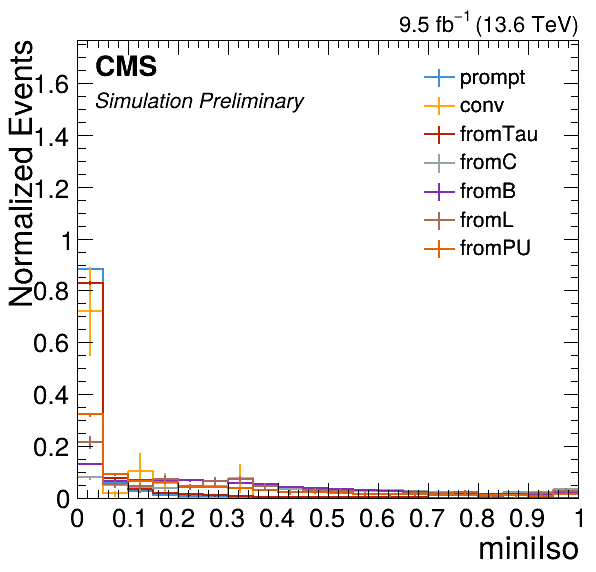 9.5 fb⁻¹ (13.6 TeV)
CMS
Simulation Preliminary
prompt
conv
fromTau
fromC
fromB
fromL
fromPU
Normalized Events
1.6
1.4
1.2
1
0.8
0.6
0.4
0.2
0
0 0.1 0.2 0.3 0.4 0.5 0.6 0.7 0.8 0.9 1
miniIso